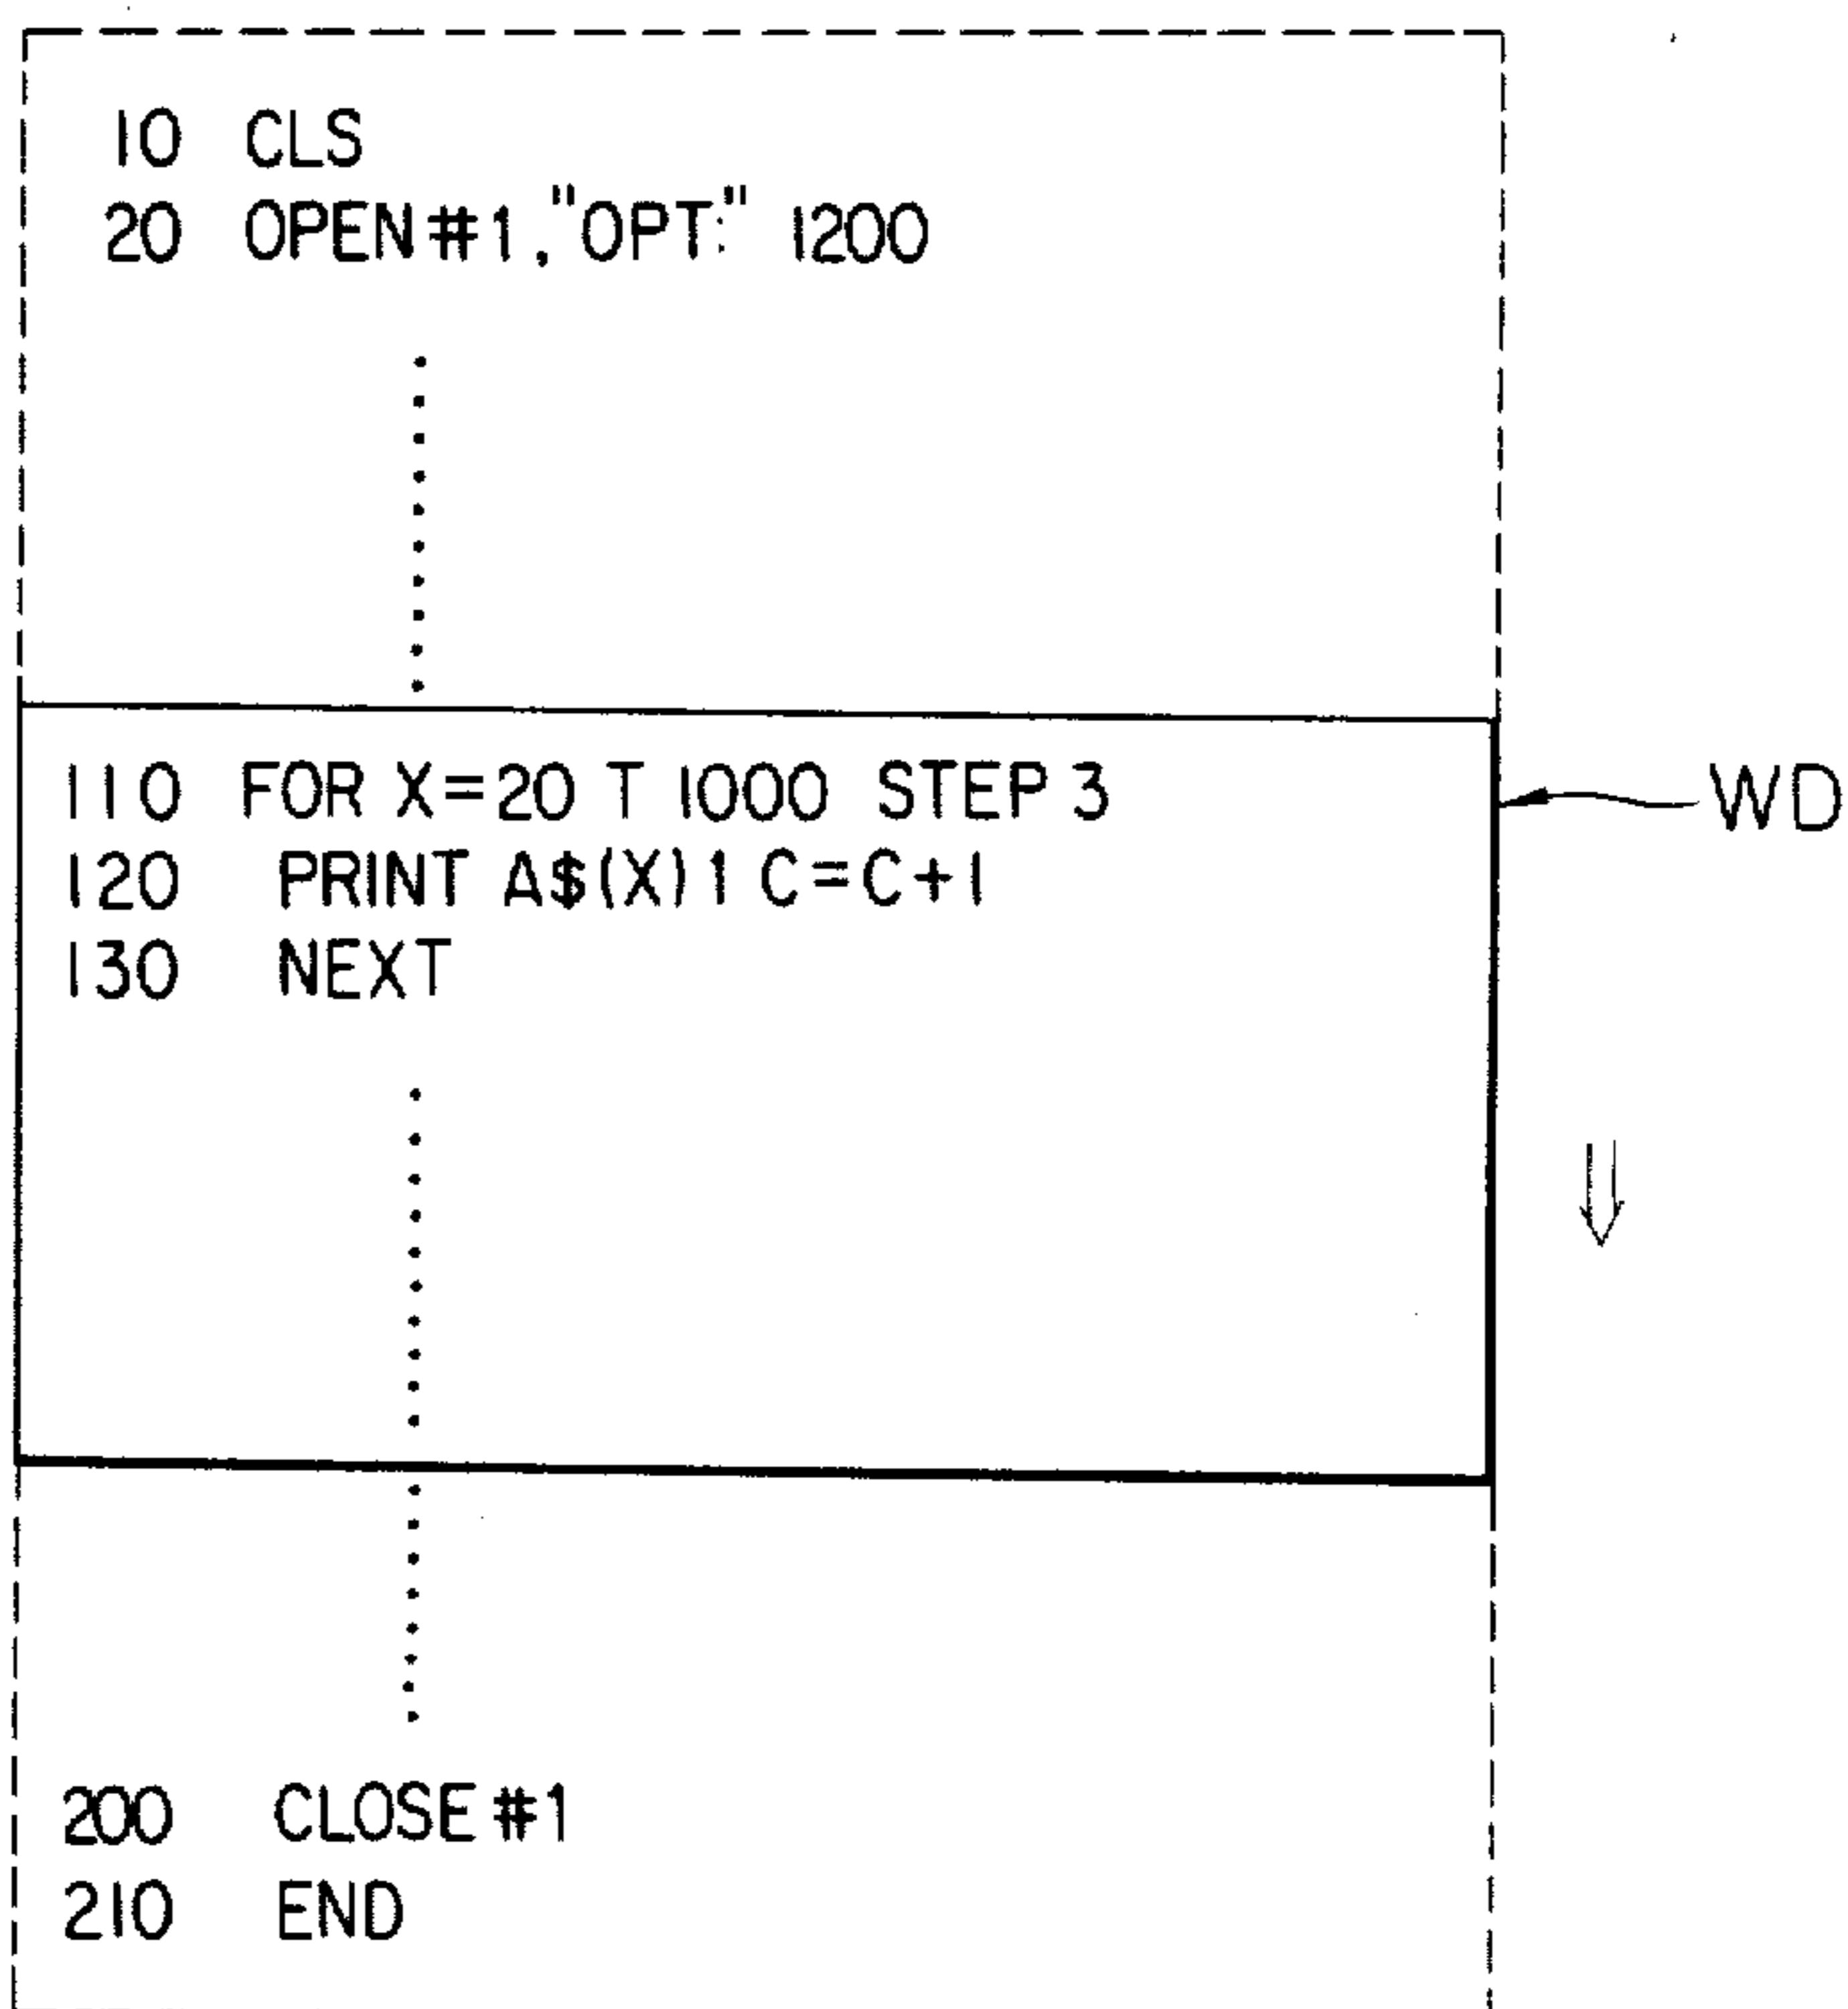 10 CLS
20 OPEN#1,"OPT:" 1200
110 FOR X=20 T 1000 STEP 3
WD
120 PRINT A$(X)1 C=C+1
130 NEXT
200 CLOSE#1
210 END